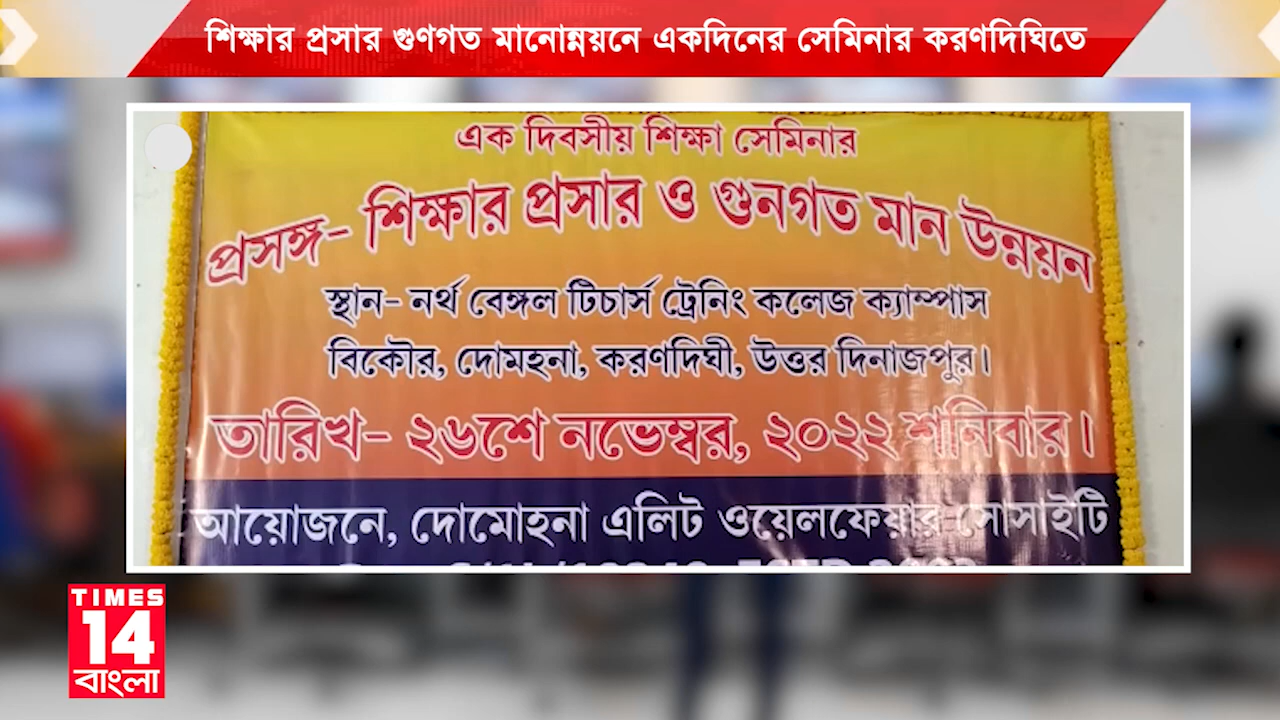 শিক্ষার প্রসার গুণগত মানোন্নয়নে একদিনের সেমিনার করণদিঘিতে
এক দিবসীয় শিক্ষা সেমিনার
প্রসঙ্গ- শিক্ষার প্রসার ও গুনগত মান উন্নয়ন
স্থান- নর্থ বেঙ্গল টিচার্স ট্রেনিং কলেজ ক্যাম্পাস
বিকৌর, দোমহনা, করণদিঘী, উত্তর দিনাজপুর।
তারিখ- ২৬শে নভেম্বর, ২০২২ শনিবার।
আয়োজনে, দোমোহনা এলিট ওয়েলফেয়ার সোসাইটি
TIMES
14
বাংলা